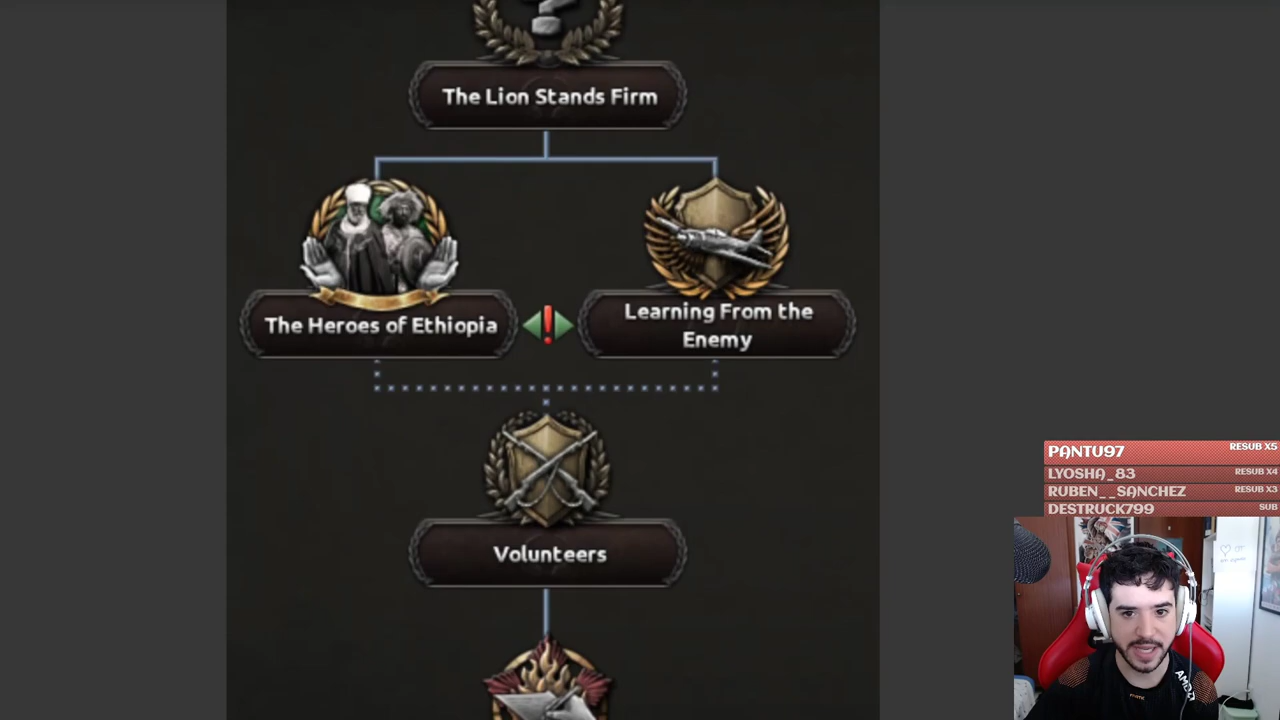 The Lion Stands Firm
The Heroes of Ethiopia
Learning From the
Enemy
Volunteers
PANTU97 RESUB X5
LYOSHA_83 RESUB X4
RUBEN__SANCHEZ RESUB X3
DESTRUCK799 SUB